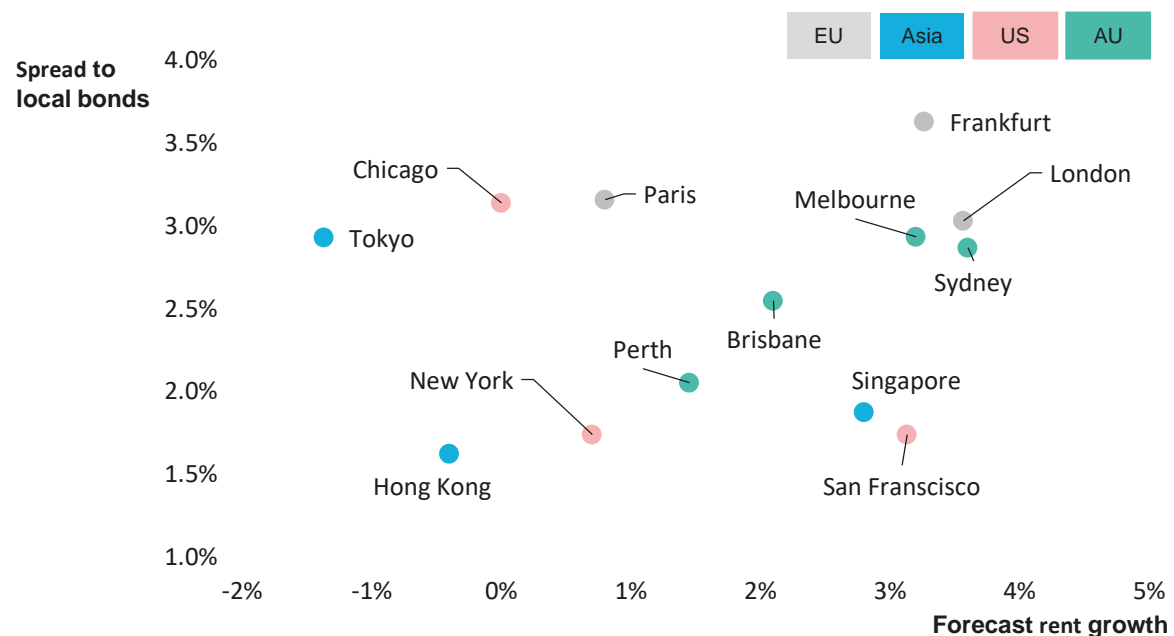 EU Asia US AU
Spread to
local bonds
4.0%
3.5%
3.0%
2.5%
2.0%
1.5%
1.0%
Frankfurt
Chicago
Paris
London
Melbourne
Tokyo
Sydney
Brisbane
Perth
New York
Singapore
Hong Kong
San Franscisco
-2% -1% 0% 1% 2% 3% 4% 5%
Forecast rent growth